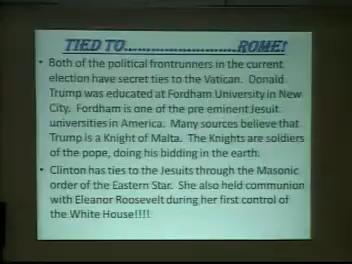 TIED TO..........................ROME!
• Both of the political frontrunners in the current
election have secret ties to the Vatican. Donald
Trump was educated at Fordham University in New
City. Fordham is one of the pre eminent Jesuit
universities in America. Many sources believe that
Trump is a Knight of Malta. The Knights are soldiers
of the pope, doing his bidding in the earth.
• Clinton has ties to the Jesuits through the Masonic
order of the Eastern Star. She also held communion
with Eleanor Roosevelt during her first control of
the White House!!!!